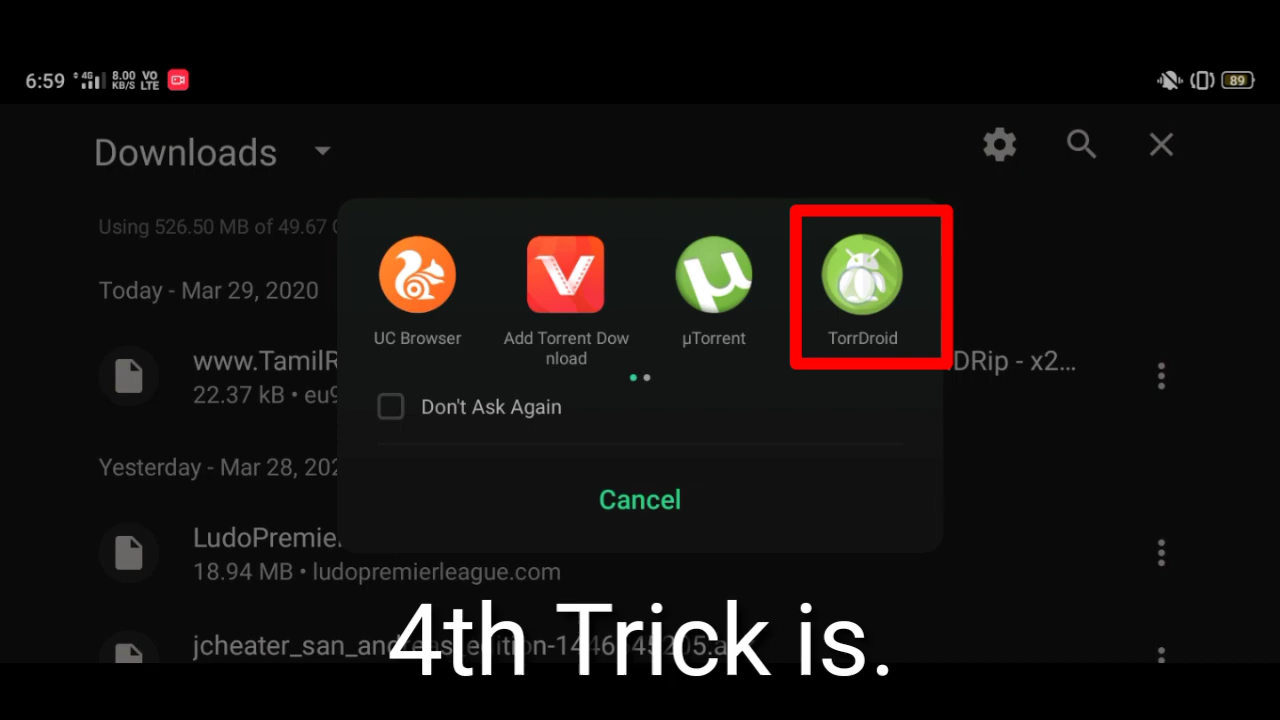 6:59 4G 8.00 KB/S VO LTE 89
Downloads
Using 526.50 MB of 49.67
Today - Mar 29, 2020
UC Browser
Add Torrent Dow
nload
µTorrent
TorrDroid
www.TamilR DRip - x2...
22.37 kB • eu9
Don't Ask Again
Yesterday - Mar 28, 202
Cancel
LudoPremie
18.94 MB • ludopremierleague.com
4th Trick is.